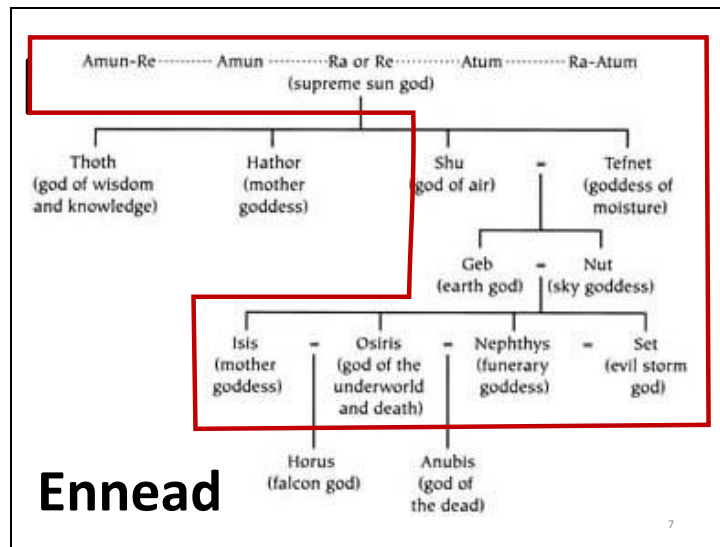 Amun-Re ········· Amun ·········· Ra or Re ·········· Atum ·········· Ra-Atum
(supreme sun god)
Thoth Hathor Shu = Tefnet
(god of wisdom (mother (god of air) (goddess of
and knowledge) goddess) moisture)
Geb = Nut
(earth god) (sky goddess)
Isis = Osiris = Nephthys = Set
(mother (god of the (funerary (evil storm
goddess) underworld goddess) god)
and death)
Horus Anubis
(falcon god) (god of
the dead)
Ennead
7